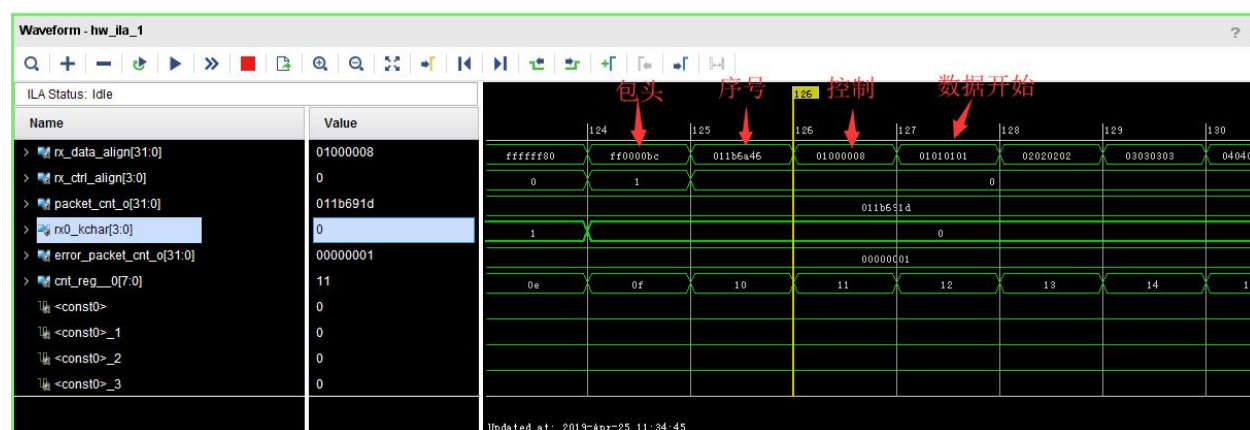 Waveform - hw_ila_1
?
ILA Status: Idle
Name
Value
包头
序号
126
控制
数据开始
124
125
126
127
128
129
130
rx_data_align[31:0]
01000008
ffffff80
ff0000bc
011b6a46
01000008
01010101
02020202
03030303
0404
rx_ctrl_align[3:0]
0
0
1
0
packet_cnt_o[31:0]
011b691d
011b691d
rx0_kchar[3:0]
0
1
0
error_packet_cnt_o[31:0]
00000001
00000001
cnt_reg__0[7:0]
11
0e
0f
10
11
12
13
14
1
<const0>
0
<const0>_1
0
<const0>_2
0
<const0>_3
0
Updated at: 2019-Apr-25 11:34:45